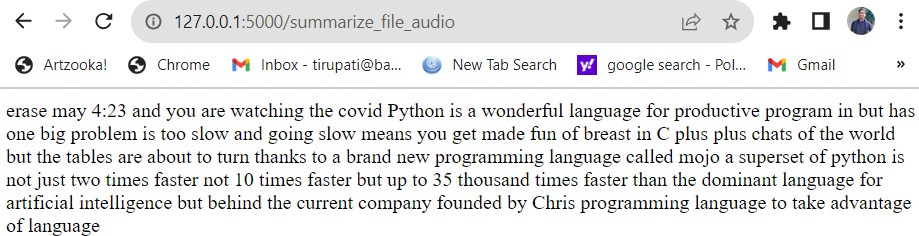 127.0.0.1:5000/summarize_file_audio
Artzooka! Chrome Inbox - tirupati@ba... New Tab Search google search - Pol... Gmail »
erase may 4:23 and you are watching the covid Python is a wonderful language for productive program in but has
one big problem is too slow and going slow means you get made fun of breast in C plus plus chats of the world
but the tables are about to turn thanks to a brand new programming language called mojo a superset of python is
not just two times faster not 10 times faster but up to 35 thousand times faster than the dominant language for
artificial intelligence but behind the current company founded by Chris programming language to take advantage
of language